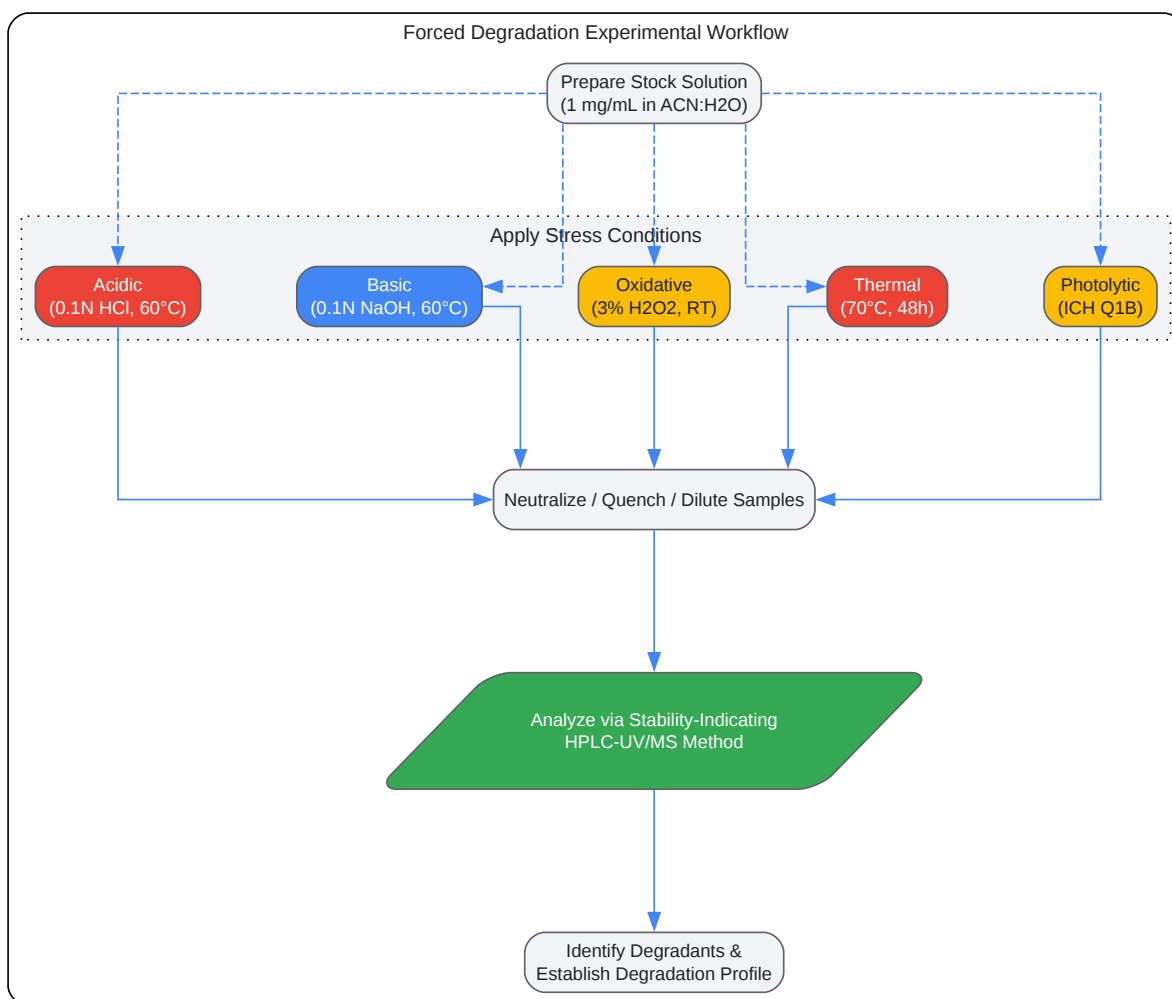 Forced Degradation Experimental Workflow
Prepare Stock Solution
(1 mg/mL in ACN:H2O)
Apply Stress Conditions
Acidic
(0.1N HCl, 60°C)
Basic
(0.1N NaOH, 60°C)
Oxidative
(3% H2O2, RT)
Thermal
(70°C, 48h)
Photolytic
(ICH Q1B)
Neutralize / Quench / Dilute Samples
Analyze via Stability-Indicating
HPLC-UV/MS Method
Identify Degradants &
Establish Degradation Profile